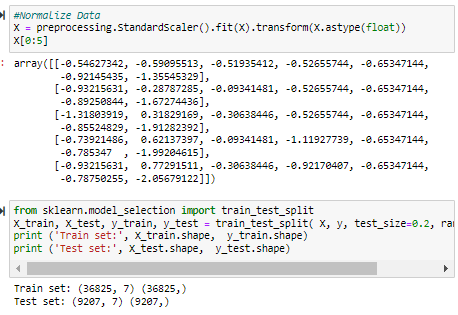 #Normalize Data
X = preprocessing.StandardScaler().fit(X).transform(X.astype(float))
X[0:5]
: array([[-0.54627342, -0.59095513, -0.51935412, -0.52655744, -0.65347144,
-0.92145435, -1.35545329],
[-0.93215631, -0.28787285, -0.09341481, -0.52655744, -0.65347144,
-0.89250844, -1.67274436],
[-1.31803919, 0.31829169, -0.30638446, -0.52655744, -0.65347144,
-0.85524829, -1.91282392],
[-0.73921486, 0.62137397, -0.09341481, -1.11927739, -0.65347144,
-0.785347 , -1.99204615],
[-0.93215631, 0.77291511, -0.30638446, -0.92170407, -0.65347144,
-0.78750255, -2.05679122]])
from sklearn.model_selection import train_test_split
X_train, X_test, y_train, y_test = train_test_split( X, y, test_size=0.2, ran
print ('Train set:', X_train.shape, y_train.shape)
print ('Test set:', X_test.shape, y_test.shape)
Train set: (36825, 7) (36825,)
Test set: (9207, 7) (9207,)